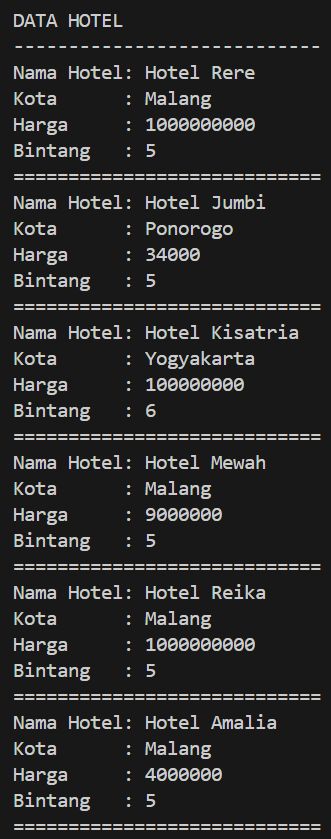 DATA HOTEL
----------------------------
Nama Hotel: Hotel Rere
Kota      : Malang
Harga     : 1000000000
Bintang   : 5
============================
Nama Hotel: Hotel Jumbi
Kota      : Ponorogo
Harga     : 34000
Bintang   : 5
============================
Nama Hotel: Hotel Kisatria
Kota      : Yogyakarta
Harga     : 100000000
Bintang   : 6
============================
Nama Hotel: Hotel Mewah
Kota      : Malang
Harga     : 9000000
Bintang   : 5
============================
Nama Hotel: Hotel Reika
Kota      : Malang
Harga     : 1000000000
Bintang   : 5
============================
Nama Hotel: Hotel Amalia
Kota      : Malang
Harga     : 4000000
Bintang   : 5
============================